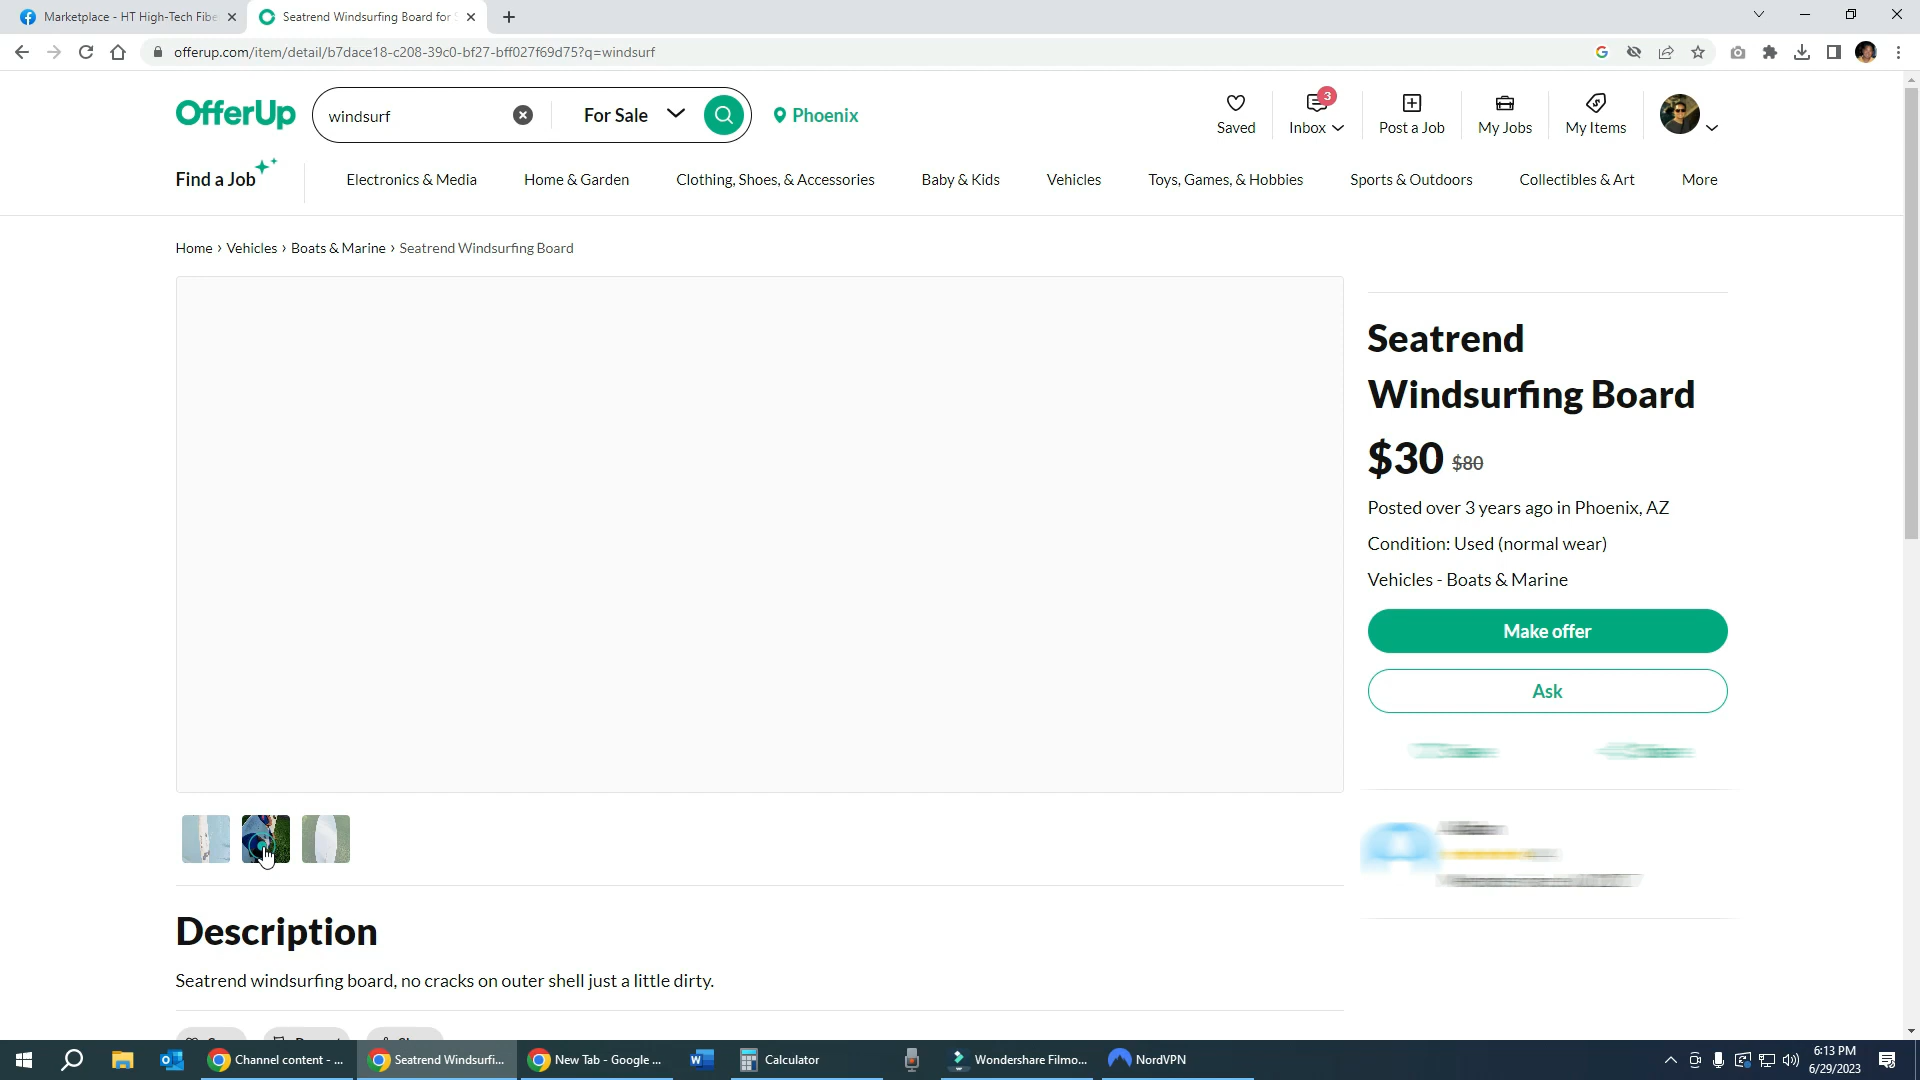 Marketplace - HT High-Tech Fibe
Seatrend Windsurfing Board for S
offerup.com/item/detail/b7dace18-c208-39c0-bf27-bff027f69d75?q=windsurf
OfferUp
windsurf
For Sale
Phoenix
Saved
3
Inbox
Post a Job
My Jobs
My Items
Find a Job
Electronics & Media
Home & Garden
Clothing, Shoes, & Accessories
Baby & Kids
Vehicles
Toys, Games, & Hobbies
Sports & Outdoors
Collectibles & Art
More
Home › Vehicles › Boats & Marine › Seatrend Windsurfing Board
Seatrend
Windsurfing Board
$30 $80
Posted over 3 years ago in Phoenix, AZ
Condition: Used (normal wear)
Vehicles - Boats & Marine
Make offer
Ask
Description
Seatrend windsurfing board, no cracks on outer shell just a little dirty.
Channel content - ...
Seatrend Windsurfi...
New Tab - Google ...
Calculator
Wondershare Filmo...
NordVPN
6:13 PM
6/29/2023